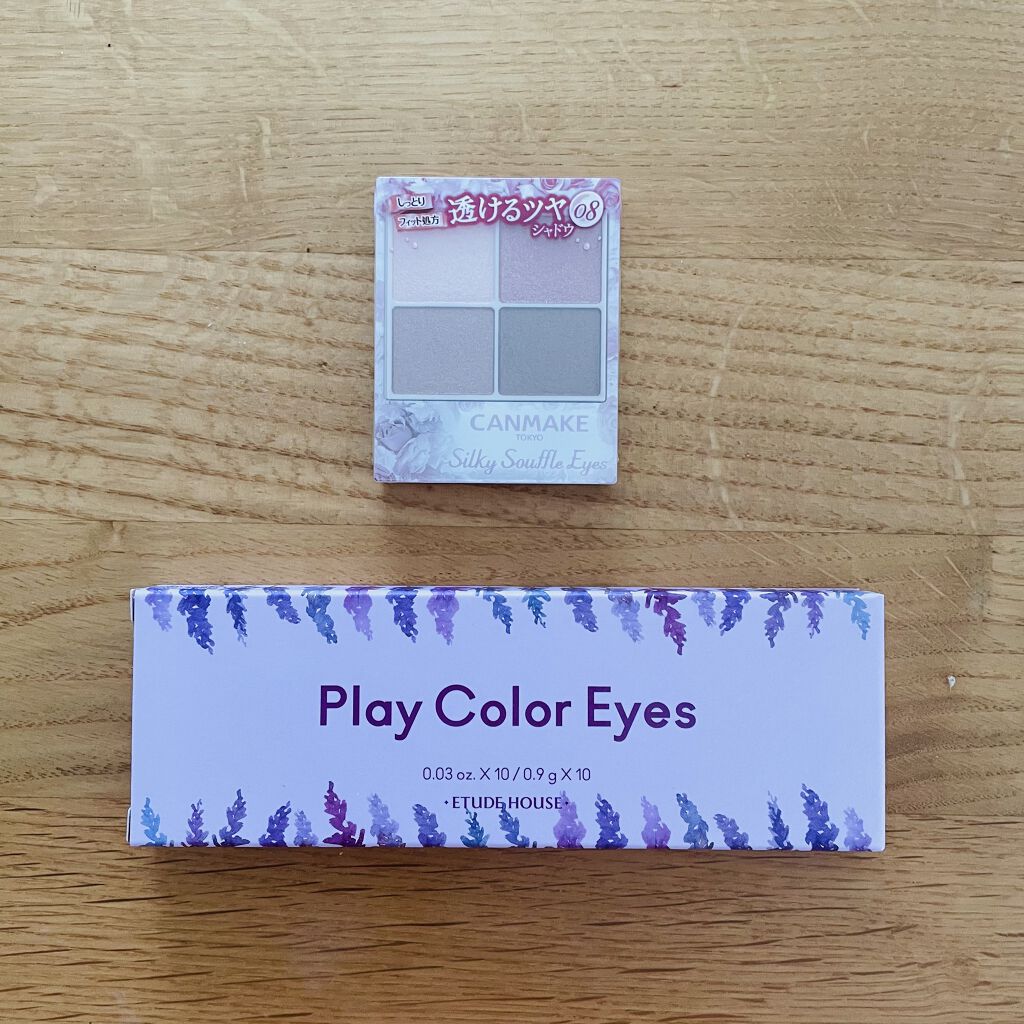 しっとり
フィット処方
透けるツヤ
シャドウ
08
CANMAKE
TOKYO
Silky Souffle Eyes
Play Color Eyes
0.03 oz. X 10 / 0.9 g X 10
· ETUDE HOUSE ·